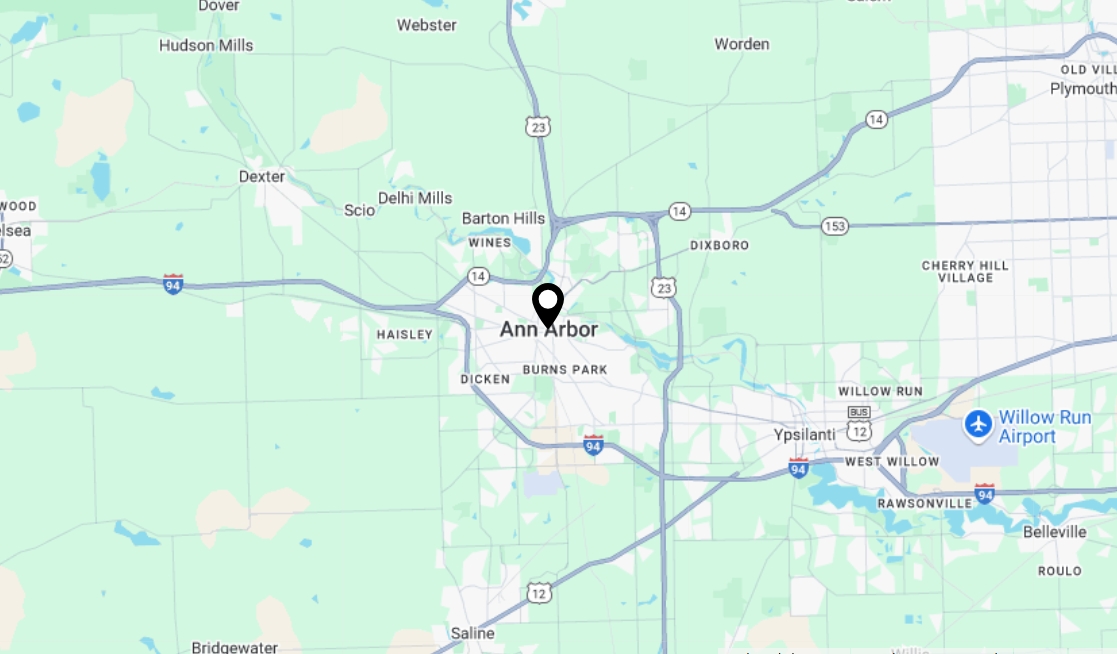 Dover
Webster
Hudson Mills
Worden
OLD VILL
Plymouth
14
23
Dexter
Delhi Mills
WOOD
Scio
elsea
Barton Hills
14
153
WINES
DIXBORO
52
CHERRY HILL
VILLAGE
14
94
23
Ann Arbor
HAISLEY
BURNS PARK
DICKEN
WILLOW RUN
BUS
12
Willow Run
Airport
Ypsilanti
94
WEST WILLOW
94
94
RAWSONVILLE
Belleville
ROULO
12
Saline
Bridgewater